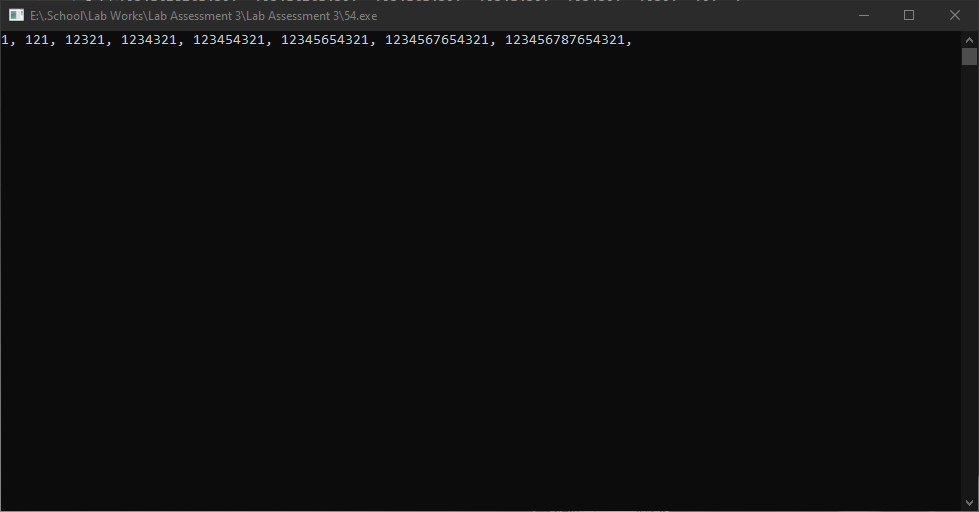 E:\.School\Lab Works\Lab Assessment 3\Lab Assessment 3\54.exe
1, 121, 12321, 1234321, 123454321, 12345654321, 1234567654321, 123456787654321,